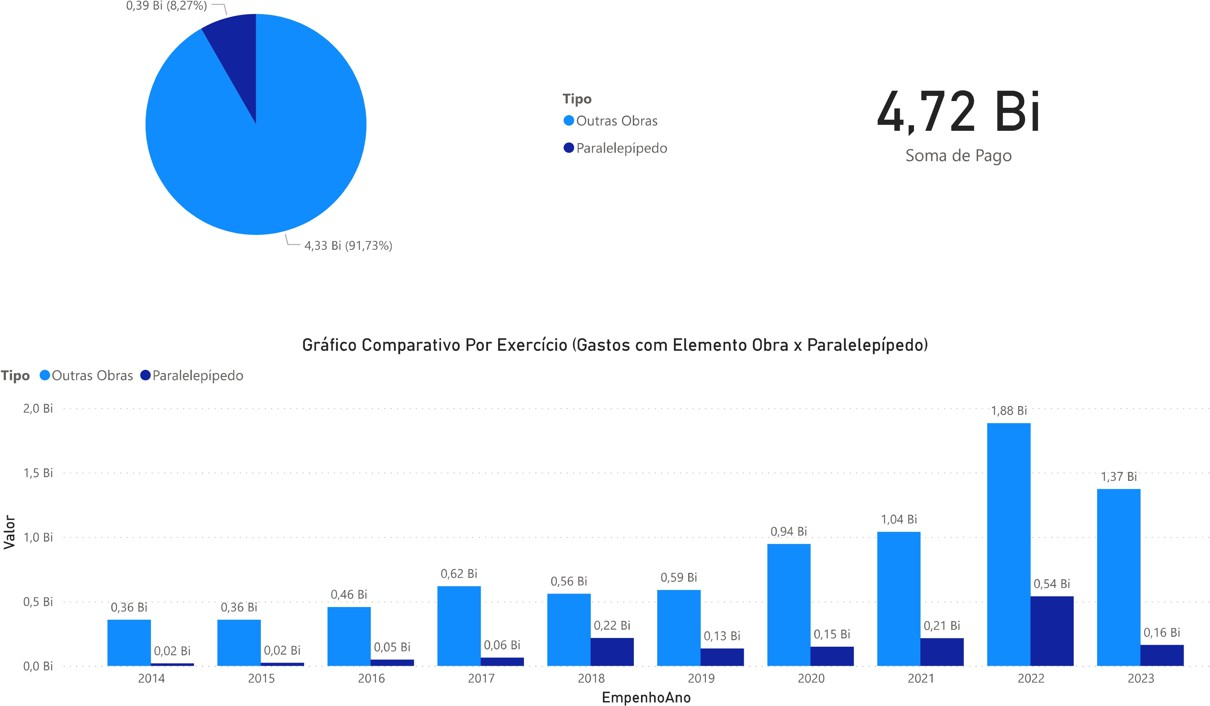 0,39 Bi (8,27%)
4,33 Bi (91,73%)
Tipo
Outras Obras
Paralelepípedo
4,72 Bi
Soma de Pago
Gráfico Comparativo Por Exercício (Gastos com Elemento Obra x Paralelepípedo)
Tipo Outras Obras Paralelepípedo
Valor
2,0 Bi
1,5 Bi
1,0 Bi
0,5 Bi
0,0 Bi
0,36 Bi
0,02 Bi
0,36 Bi
0,02 Bi
0,46 Bi
0,05 Bi
0,62 Bi
0,06 Bi
0,56 Bi
0,22 Bi
0,59 Bi
0,13 Bi
0,94 Bi
0,15 Bi
1,04 Bi
0,21 Bi
1,88 Bi
0,54 Bi
1,37 Bi
0,16 Bi
2014 2015 2016 2017 2018 2019 2020 2021 2022 2023
EmpenhoAno